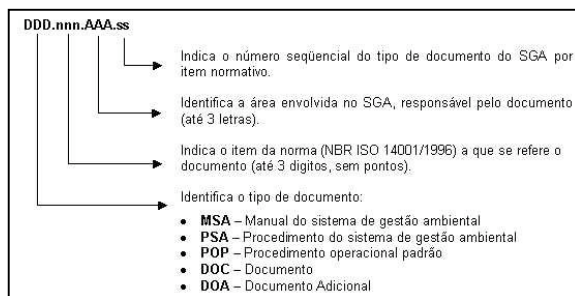 DDD.nnn.AAA.ss
Indica o número seqüencial do tipo de documento do SGA por
item normativo.
Identifica a área envolvida no SGA, responsável pelo documento
(até 3 letras).
Indica o item da norma (NBR ISO 14001/1996) a que se refere o
documento (até 3 digitos, sem pontos).
Identifica o tipo de documento:
• MSA – Manual do sistema de gestão ambiental
• PSA – Procedimento do sistema de gestão ambiental
• POP – Procedimento operacional padrão
• DOC – Documento
• DOA – Documento Adicional